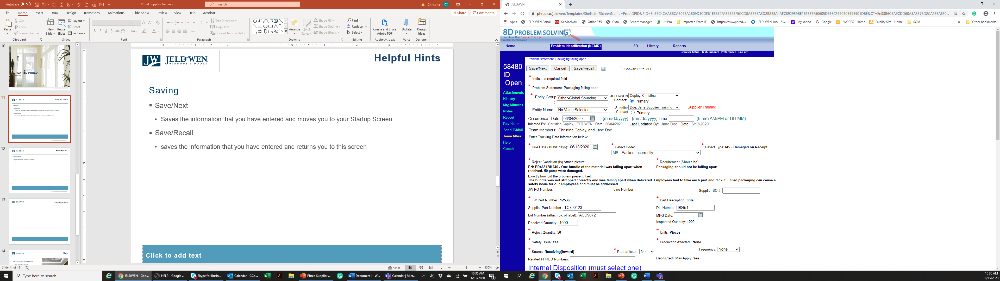 AutoSave Off
Phred Supplier Training
Search
Christina CC
File Home Insert Draw Design Transitions Animations Slide Show Review View Help Acrobat
Share Comments
Paste
Cut
Copy
Format Painter
Clipboard
New Slide
Reuse Slides
Layout
Reset
Section
Slides
18
Font
Text Direction
Align Text
Convert to SmartArt
Paragraph
Arrange
Quick Styles
Shape Fill
Shape Outline
Shape Effects
Drawing
Find
Replace
Select
Editing
Create and Share Adobe PDF
Adobe Acrobat
Dictate
Voice
Design Ideas
Designer
10
UPDATING PHRED
11
Helpful Hints
12
Problem IDs
13
Training Video
14
Help
Help Contact Information
JW JELD-WEN
WINDOWS & DOORS
Helpful Hints
Saving
Save/Next
Saves the information that you have entered and moves you to your Startup Screen
Save/Recall
saves the information that you have entered and returns you to this screen
Click to add text
Slide 11 of 15
Notes
130%
JELDWEN
phred.co/jeldwen/Templates/Shell.cfm?ScreenName=ProbIDPID&PID=En37C4CAABBCAB095A2B09D1CDF61E6870FAB9828F5CCD8AB7BEA3D2B288A4AFC892959BE1BFBE7F50605DB5ECF990B05995901DBE&CT=En33B6C8A9CDD60A5A5878D2CAF66A6F0...
Apps JELD-WEN Portal ServiceNow Office 365 Okta Report Manager UltiPro Imported From IE https://www.phred.... JELD-WEN, inc. - Si... My Yahoo Google JWOPEX - Home Quality Site - Home SQM » Other bookmarks
8D PROBLEM SOLVING
User: Jane Doe Supplier Training
Problem Identification
Home Problem Identification (NCMR) 8D Library Reports
Browser Setup Tech Support Preferences Log off
Problem Statement: Packaging falling apart
58480
ID
Open
Attachments
History
Mtg Minutes
Notes
Report
Revisions
Send E-Mail
Team Mbrs
Help
Coach
Save/Next Cancel Save/Recall Convert PI to 8D
* Indicates required field
* Problem Statement: Packaging falling apart
* Entity Group : Other-Global Sourcing JELD-WEN Contact: Copley, Christina
Primary
Entity Name : No Value Selected Supplier Contact Doe, Jane Supplier Training Supplier Training
Primary
Occurrence: Date: 06/04/2020 {mm/dd/yyyy} {mm/dd/yyyy} Time: {h:mm AM/PM or HH:MM}
Initiated By: Christina Copley, JELD-WEN Date: 06/04/2020 Last Updated By: Jane Doe Date: 6/12/2020
Team Members: Christina Copley, and Jane Doe
Enter Tracking Data information below:
* Due Date (10 biz days): 06/18/2020 * Defect Code: * Defect Type: MS - Damaged on Receipt
MS - Packed Incorrectly
* Reject Condition (Is) Attach picture: * Requirement (Should be):
PN: PR4681BK240 - One bundle of the material was falling apart when received. 50 parts were damaged.
Packaging should not be falling apart
Exactly how did the problem present itself:
The bundle was not strapped correctly and was falling apart when delivered. Employees had to take each part and rack it. Failed packaging can cause a
safety issue for our employees and must be addressed
JW PO Number: Line Number: Supplier SO #:
* JW Part Number : 125368 * Part Description: Stile
Supplier Part Number: TC790123 Die Number: 98451
Lot Number (attach pic of label): ACD9872 MFG Date:
Received Quantity: 1000 Inspected Quantity: 1000
* Reject Quantity: 50 * Units: Pieces
* Safety Issue: Yes * Production Affected : None
* Source: Receiving(Inward) * Repeat Issue: No Frequency: None
Related PHRED Numbers: Debit/Credit May Apply: Yes
Internal Disposition (must select one)
Type here to search
JELDWEN - Goo... HELP - Google ... Skype for Busin... Calendar - CCo... Phred Supplier ... Document1 - W... Calendar | Micr...
10:36 AM
6/15/2020
10:36 AM
6/15/2020